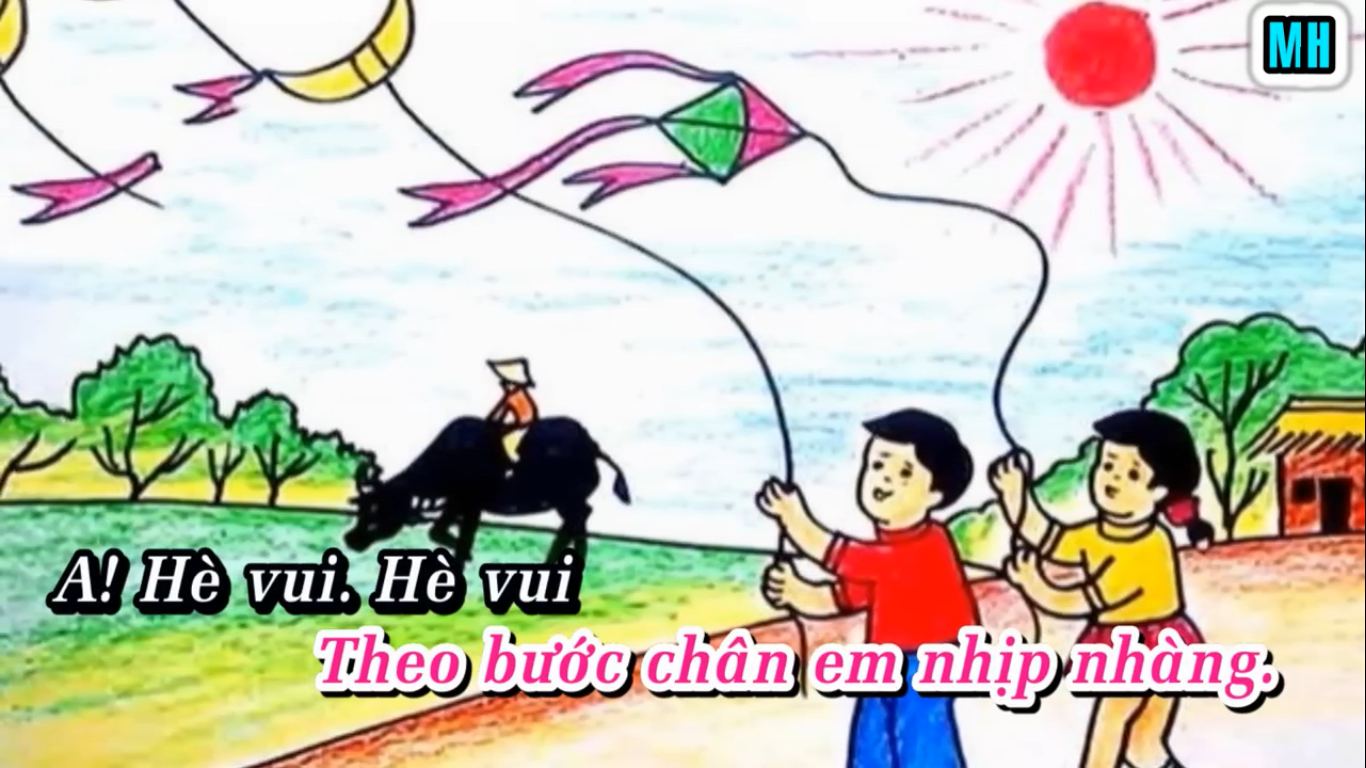 MH
A! Hè vui. Hè vui
Theo bước chân em nhịp nhàng.